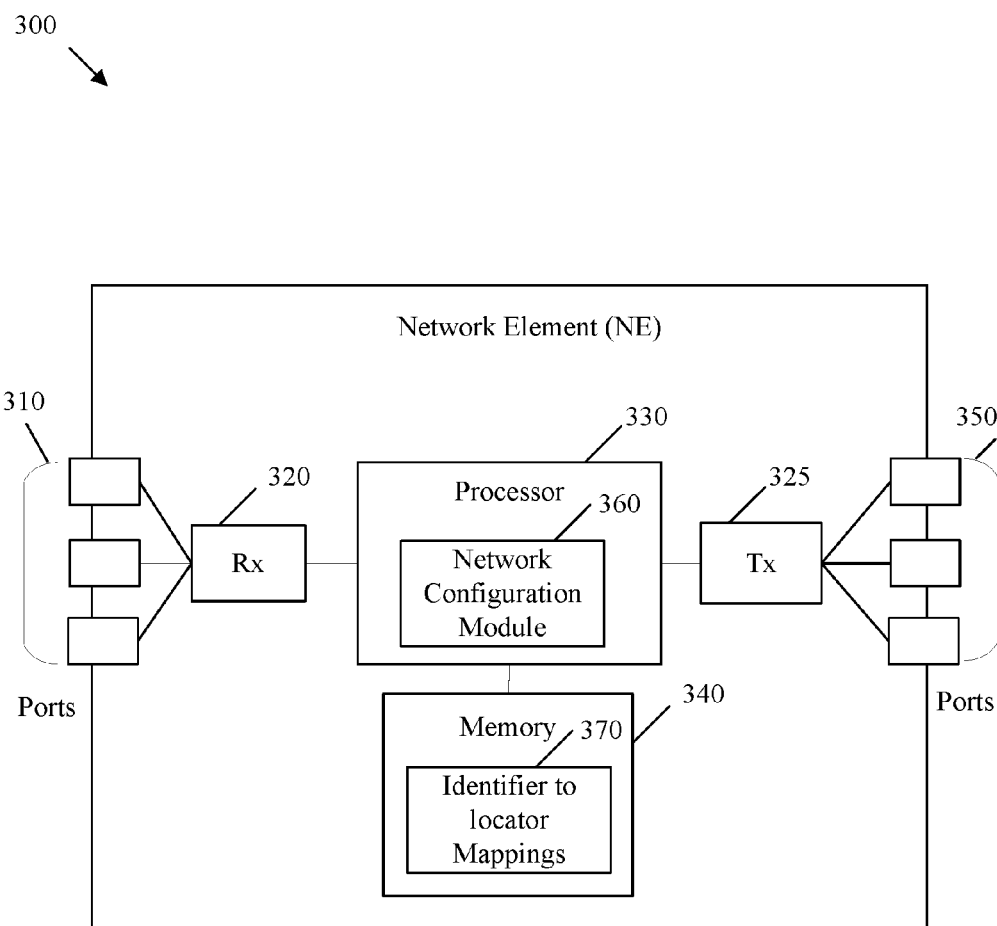 300
Network Element (NE)
310
330
350
320
Processor
325
360
Rx
Network
Configuration
Module
Tx
Ports
340
Ports
Memory
370
Identifier to
locator
Mappings